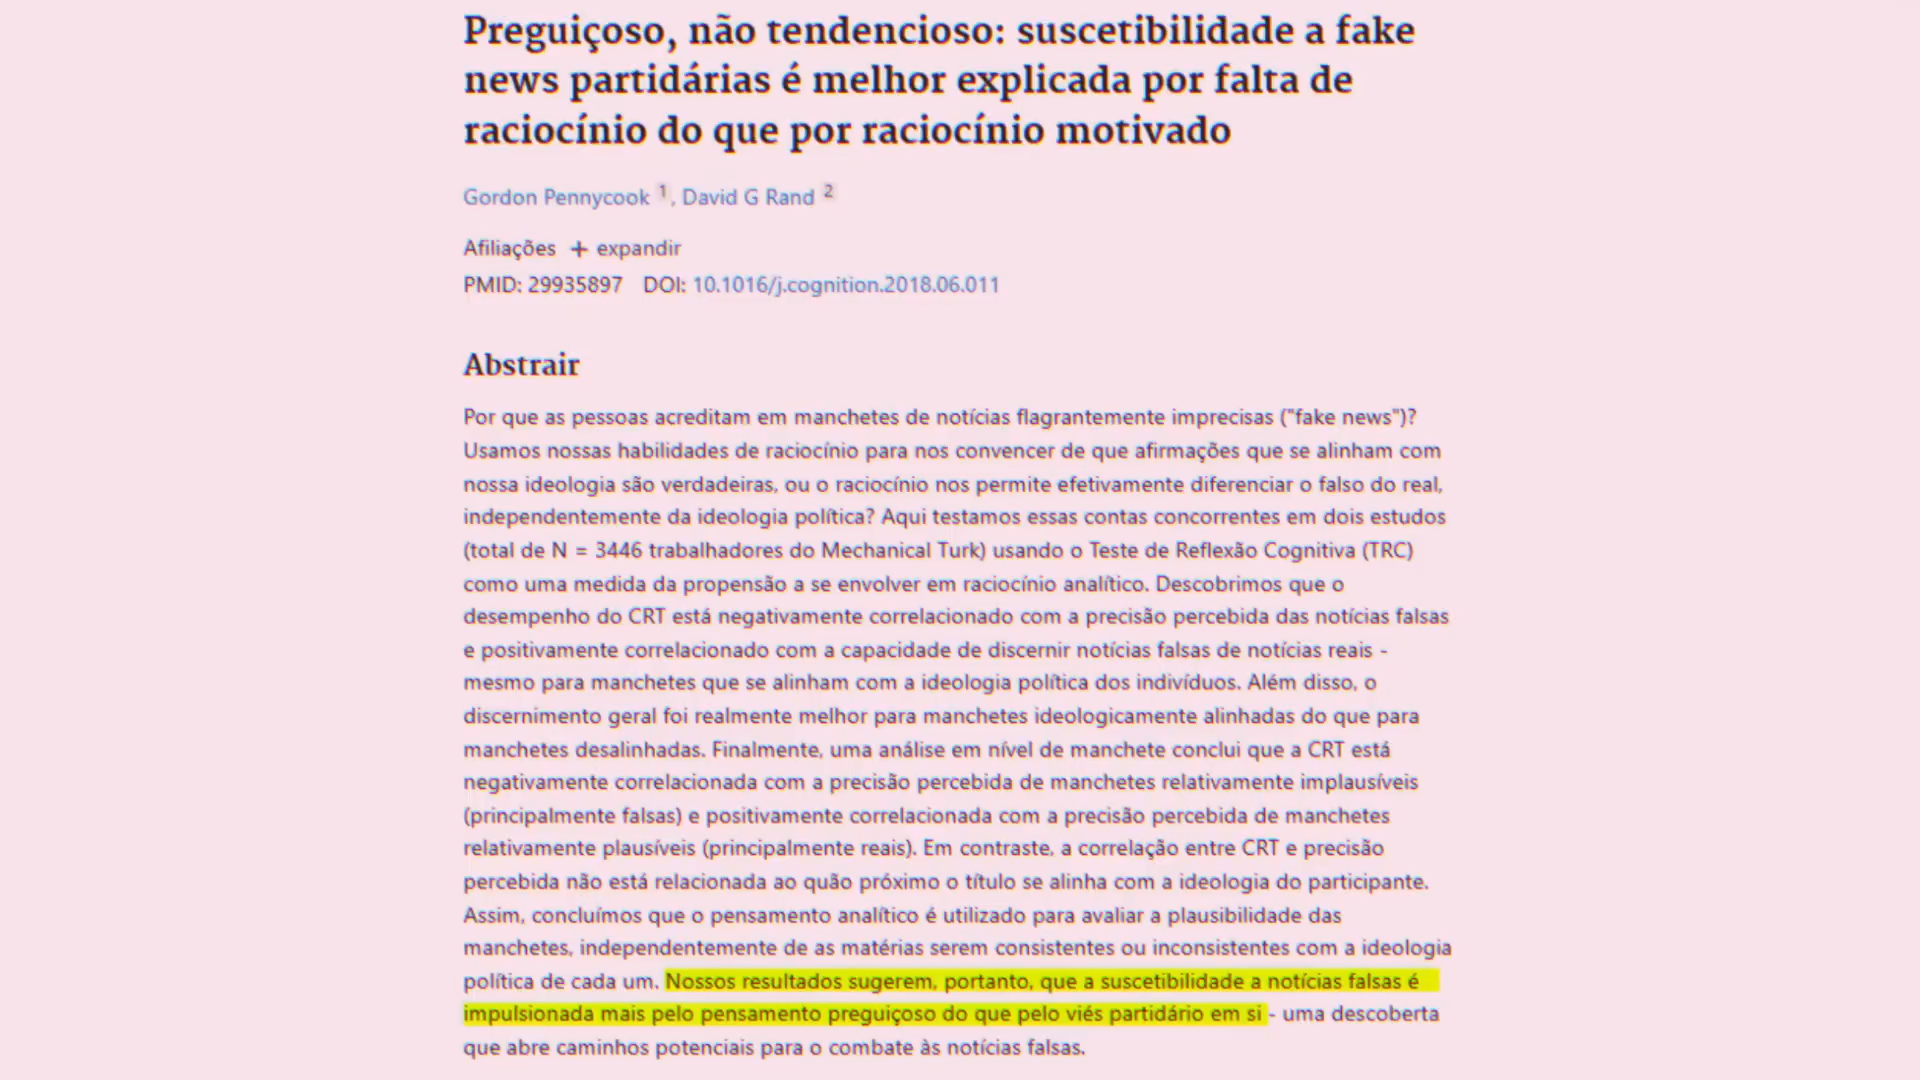 Preguiçoso, não tendencioso: suscetibilidade a fake
news partidárias é melhor explicada por falta de
raciocínio do que por raciocínio motivado
Gordon Pennycook 1, David G Rand 2
Afiliações + expandir
PMID: 29935897 DOI: 10.1016/j.cognition.2018.06.011
Abstrair
Por que as pessoas acreditam em manchetes de notícias flagrantemente imprecisas ("fake news")?
Usamos nossas habilidades de raciocínio para nos convencer de que afirmações que se alinham com
nossa ideologia são verdadeiras, ou o raciocínio nos permite efetivamente diferenciar o falso do real,
independentemente da ideologia política? Aqui testamos essas contas concorrentes em dois estudos
(total de N = 3446 trabalhadores do Mechanical Turk) usando o Teste de Reflexão Cognitiva (TRC)
como uma medida da propensão a se envolver em raciocínio analítico. Descobrimos que o
desempenho do CRT está negativamente correlacionado com a precisão percebida das notícias falsas
e positivamente correlacionado com a capacidade de discernir notícias falsas de notícias reais -
mesmo para manchetes que se alinham com a ideologia política dos indivíduos. Além disso, o
discernimento geral foi realmente melhor para manchetes ideologicamente alinhadas do que para
manchetes desalinhadas. Finalmente, uma análise em nível de manchete conclui que a CRT está
negativamente correlacionada com a precisão percebida de manchetes relativamente implausíveis
(principalmente falsas) e positivamente correlacionada com a precisão percebida de manchetes
relativamente plausíveis (principalmente reais). Em contraste, a correlação entre CRT e precisão
percebida não está relacionada ao quão próximo o título se alinha com a ideologia do participante.
Assim, concluímos que o pensamento analítico é utilizado para avaliar a plausibilidade das
manchetes, independentemente de as matérias serem consistentes ou inconsistentes com a ideologia
política de cada um. Nossos resultados sugerem, portanto, que a suscetibilidade a notícias falsas é
impulsionada mais pelo pensamento preguiçoso do que pelo viés partidário em si - uma descoberta
que abre caminhos potenciais para o combate às notícias falsas.